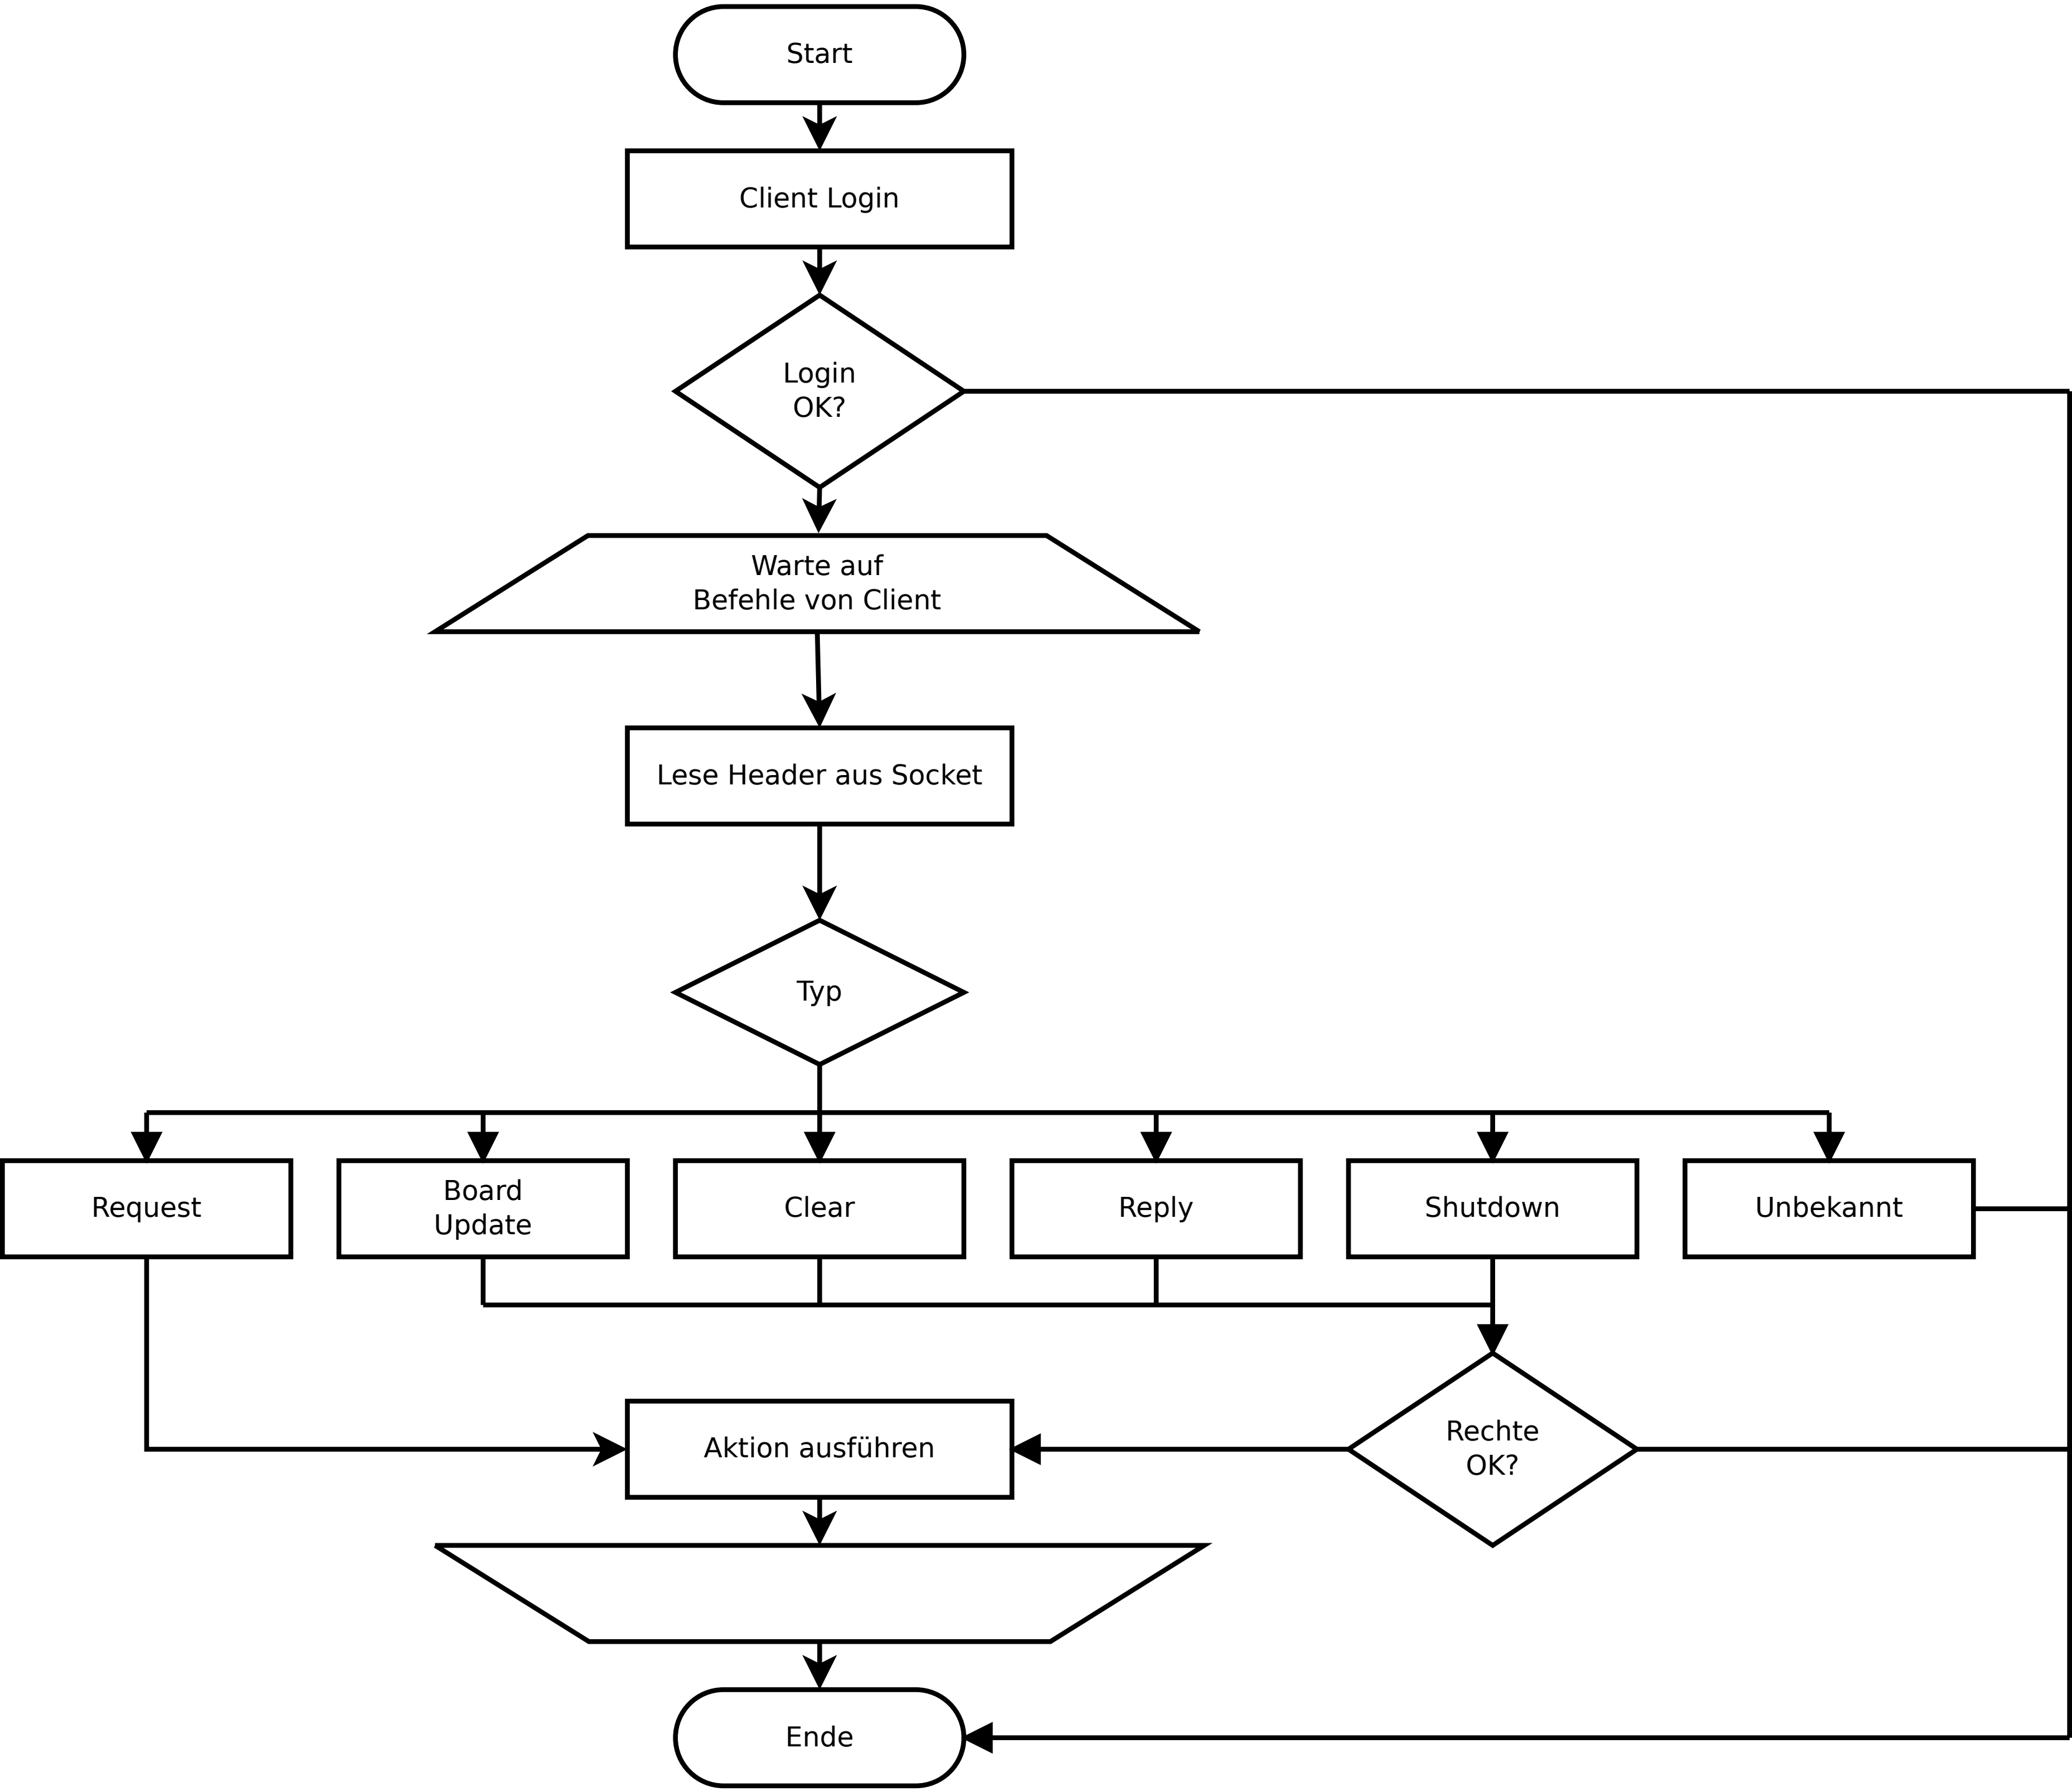 Start
Client Login
Login
OK?
Warte auf
Befehle von Client
Lese Header aus Socket
Typ
Request
Board
Update
Clear
Reply
Shutdown
Unbekannt
Aktion ausführen
Rechte
OK?
Ende